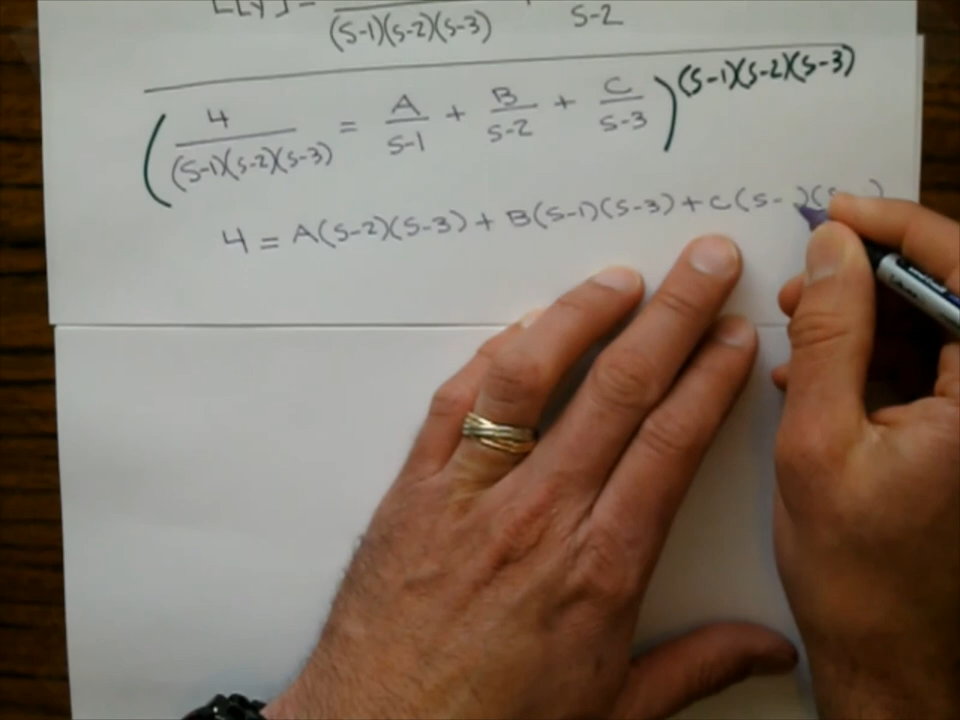 L[y] =
(s-1)(s-2)(s-3) s-2
( 4/((s-1)(s-2)(s-3)) = A/(s-1) + B/(s-2) + C/(s-3) ) (s-1)(s-2)(s-3)
4 = A(s-2)(s-3) + B(s-1)(s-3) + C(s- )(s- )